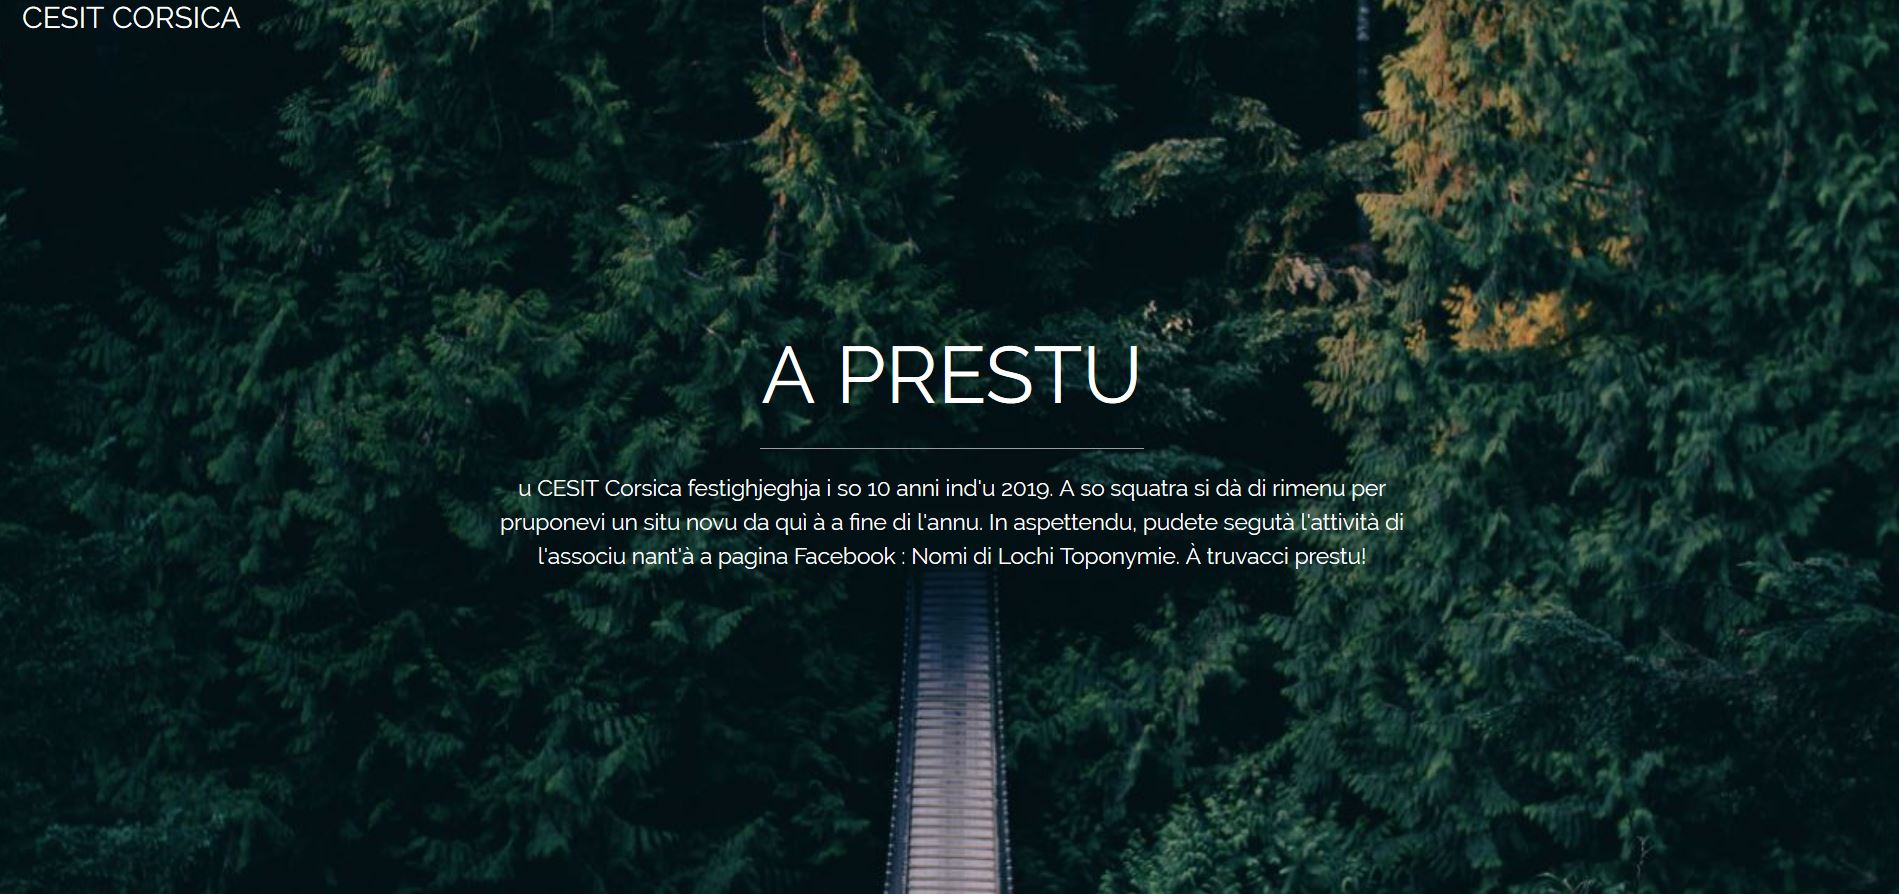 CESIT CORSICA
A PRESTU
u CESIT Corsica festighjeghja i so 10 anni ind'u 2019. A so squatra si dà di rimenu per
pruponevi un situ novu da quì à a fine di l'annu. In aspettendu, pudete segutà l'attività di
l'associu nant'à a pagina Facebook : Nomi di Lochi Toponymie. À truvacci prestu!